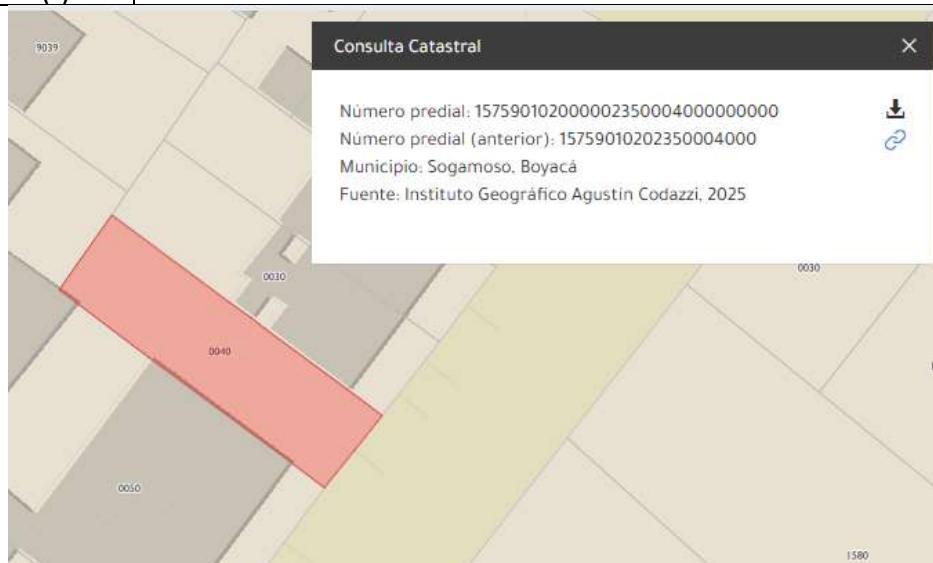 9039
Consulta Catastral
Número predial: 157590102000002350004000000000
Número predial (anterior): 15759010202350004000
Municipio: Sogamoso, Boyacá
Fuente: Instituto Geográfico Agustín Codazzi, 2025
0030
0030
0040
0050
1580